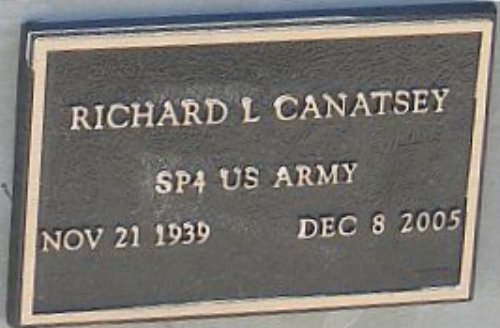 RICHARD L CANATSEY
SP4 US ARMY
NOV 21 1939 DEC 8 2005